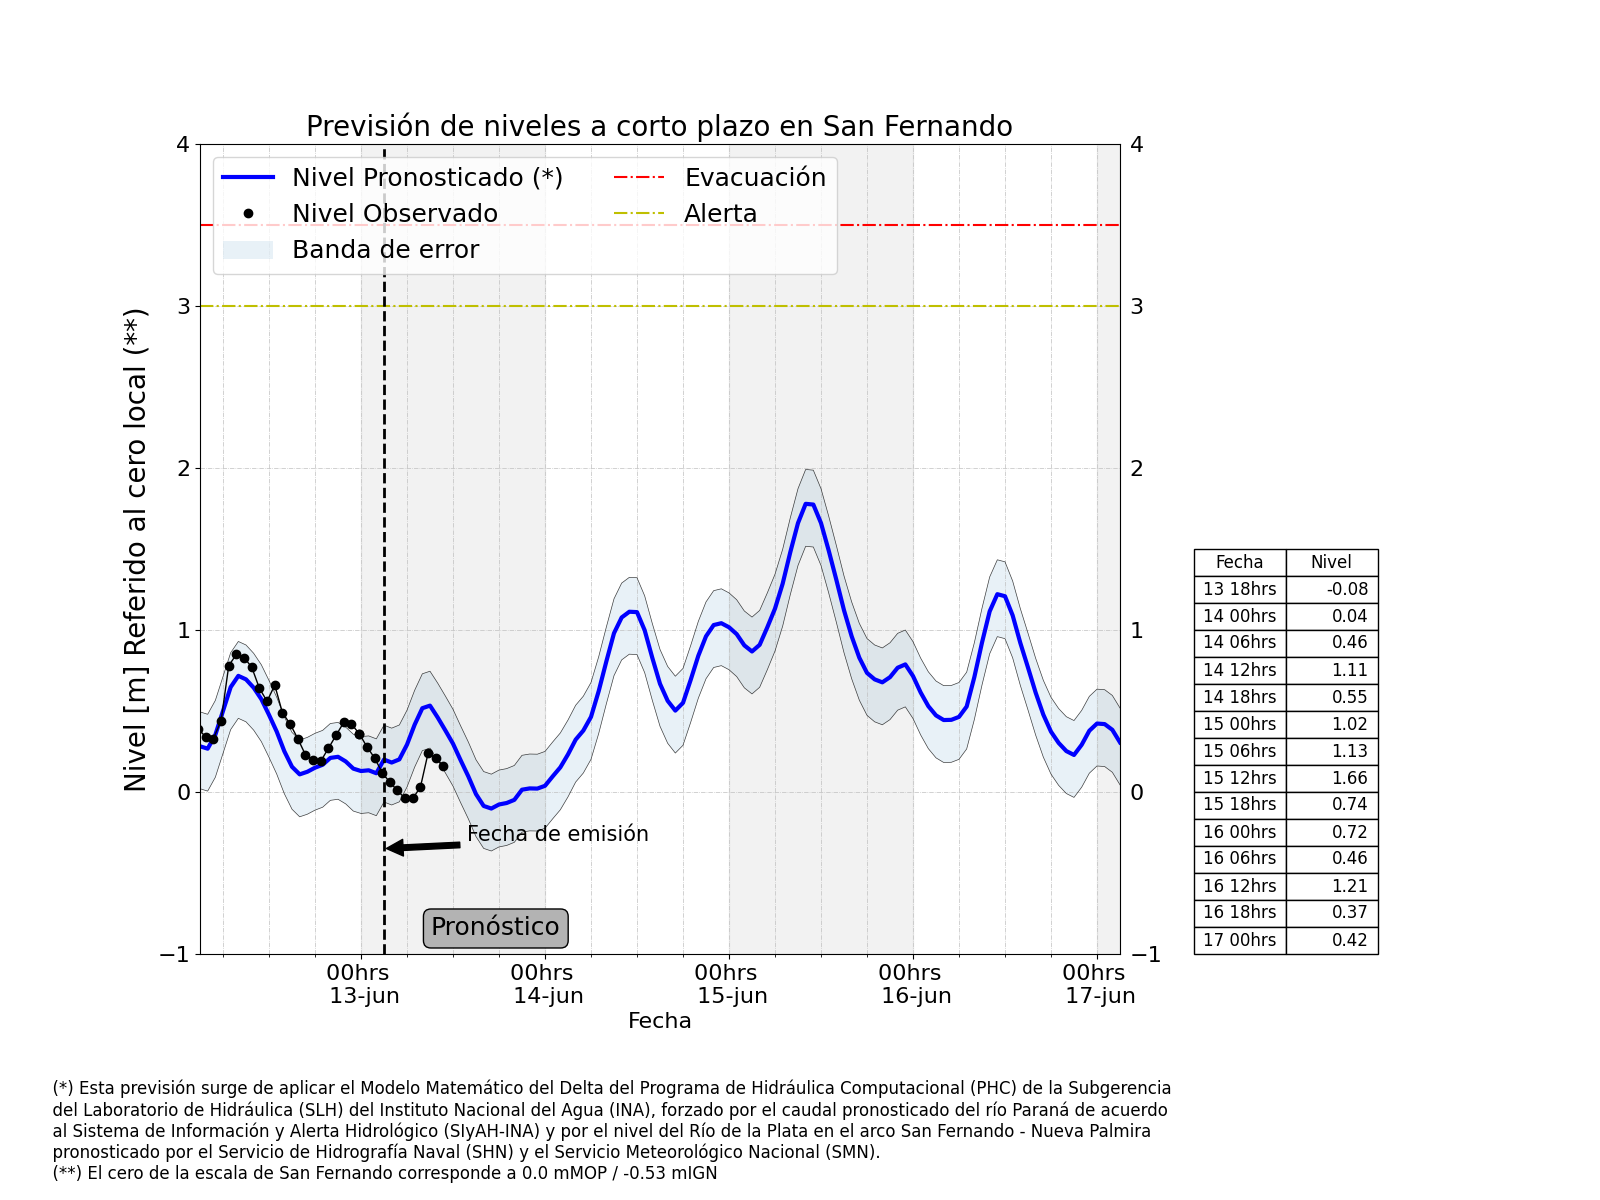 Previsión de niveles a corto plazo en San Fernando
4
3
2
1
0
−1
Nivel [m] Referido al cero local (**)
Nivel Pronosticado (*)
Nivel Observado
Banda de error
Evacuación
Alerta
4
3
2
1
0
−1
Fecha de emisión
Pronóstico
00hrs
13-jun
00hrs
14-jun
00hrs
15-jun
00hrs
16-jun
00hrs
17-jun
Fecha
Fecha Nivel
13 18hrs -0.08
14 00hrs 0.04
14 06hrs 0.46
14 12hrs 1.11
14 18hrs 0.55
15 00hrs 1.02
15 06hrs 1.13
15 12hrs 1.66
15 18hrs 0.74
16 00hrs 0.72
16 06hrs 0.46
16 12hrs 1.21
16 18hrs 0.37
17 00hrs 0.42
(*) Esta previsión surge de aplicar el Modelo Matemático del Delta del Programa de Hidráulica Computacional (PHC) de la Subgerencia
del Laboratorio de Hidráulica (SLH) del Instituto Nacional del Agua (INA), forzado por el caudal pronosticado del río Paraná de acuerdo
al Sistema de Información y Alerta Hidrológico (SIyAH-INA) y por el nivel del Río de la Plata en el arco San Fernando - Nueva Palmira
pronosticado por el Servicio de Hidrografía Naval (SHN) y el Servicio Meteorológico Nacional (SMN).
(**) El cero de la escala de San Fernando corresponde a 0.0 mMOP / -0.53 mIGN